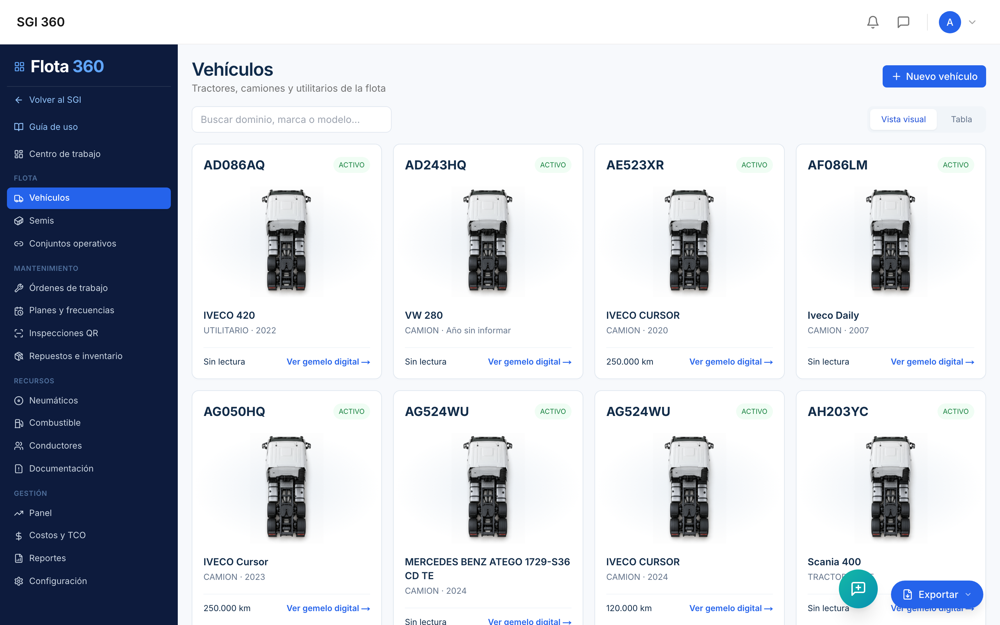 SGI 360
A
Flota 360
Volver al SGI
Guía de uso
Centro de trabajo
FLOTA
Vehículos
Semis
Conjuntos operativos
MANTENIMIENTO
Órdenes de trabajo
Planes y frecuencias
Inspecciones QR
Repuestos e inventario
RECURSOS
Neumáticos
Combustible
Conductores
Documentación
GESTIÓN
Panel
Costos y TCO
Reportes
Configuración
Vehículos
Tractores, camiones y utilitarios de la flota
Nuevo vehículo
Buscar dominio, marca o modelo...
Vista visual
Tabla
AD086AQ
ACTIVO
IVECO 420
UTILITARIO · 2022
Sin lectura
Ver gemelo digital →
AD243HQ
ACTIVO
VW 280
CAMION · Año sin informar
Sin lectura
Ver gemelo digital →
AE523XR
ACTIVO
IVECO CURSOR
CAMION · 2020
250.000 km
Ver gemelo digital →
AF086LM
ACTIVO
Iveco Daily
CAMION · 2007
Sin lectura
Ver gemelo digital →
AG050HQ
ACTIVO
IVECO Cursor
CAMION · 2023
250.000 km
Ver gemelo digital →
AG524WU
ACTIVO
MERCEDES BENZ ATEGO 1729-S36
CD TE
CAMION · 2024
Sin lectura
Ver gemelo digital →
AG524WU
ACTIVO
IVECO CURSOR
CAMION · 2024
120.000 km
Ver gemelo digital →
AH203YC
ACTIVO
Scania 400
Sin lectura
Ver gemelo digital →
Exportar